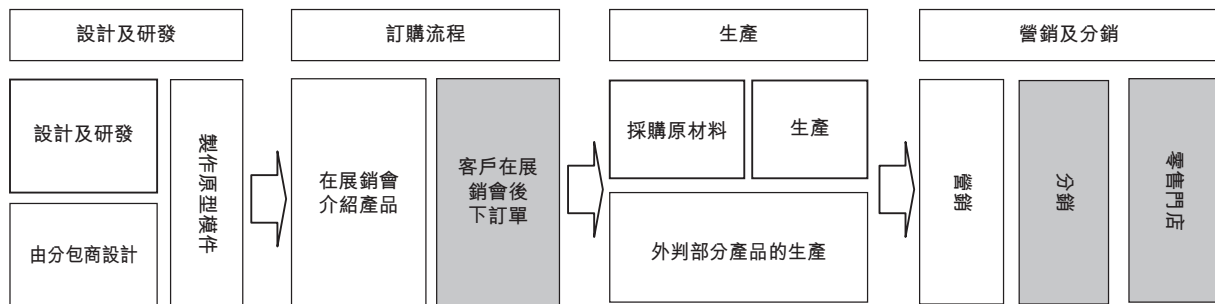 設計及研發
訂購流程
生產
營銷及分銷
設計及研發
由分包商設計
製作原型模件
在展銷會
介紹產品
客戶在展
銷會後
下訂單
採購原材料
生產
外判部分產品的生產
營銷
分銷
零售門店